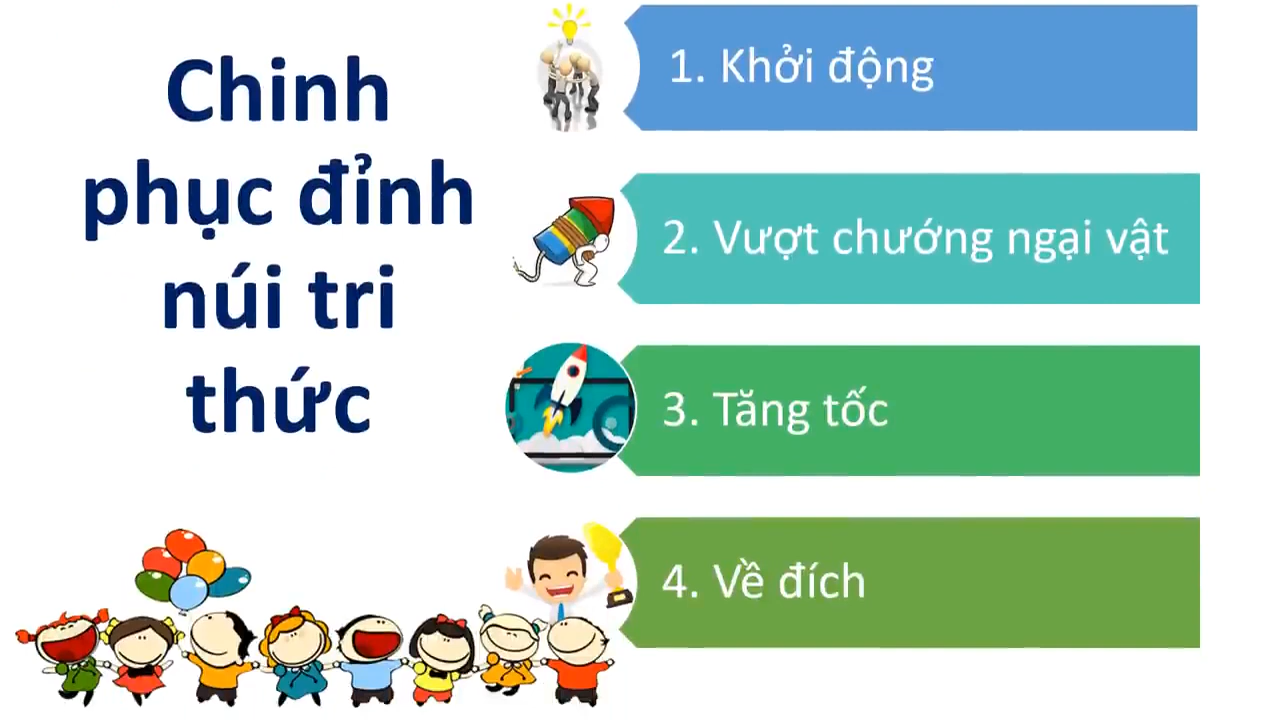 Chinh
phục đỉnh
núi tri
thức
1. Khởi động
2. Vượt chướng ngại vật
3. Tăng tốc
4. Về đích